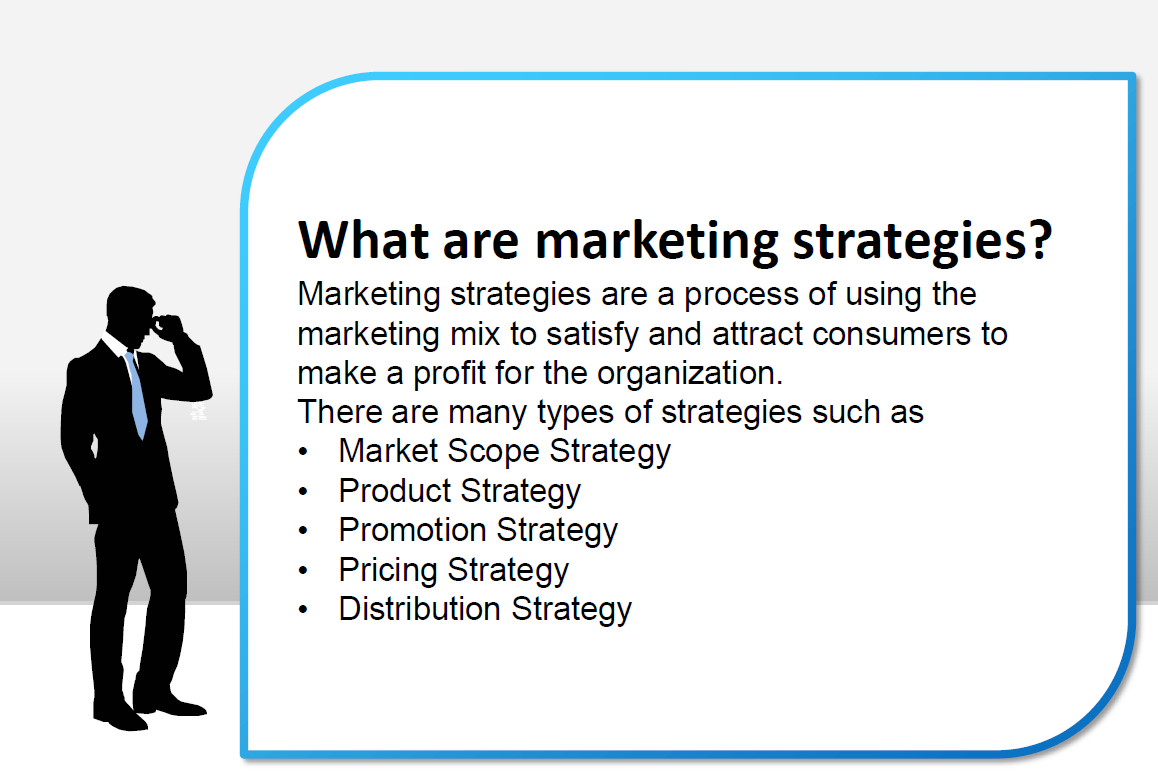 What are marketing strategies?
Marketing strategies are a process of using the
marketing mix to satisfy and attract consumers to
make a profit for the organization.
There are many types of strategies such as
• Market Scope Strategy
• Product Strategy
• Promotion Strategy
• Pricing Strategy
• Distribution Strategy